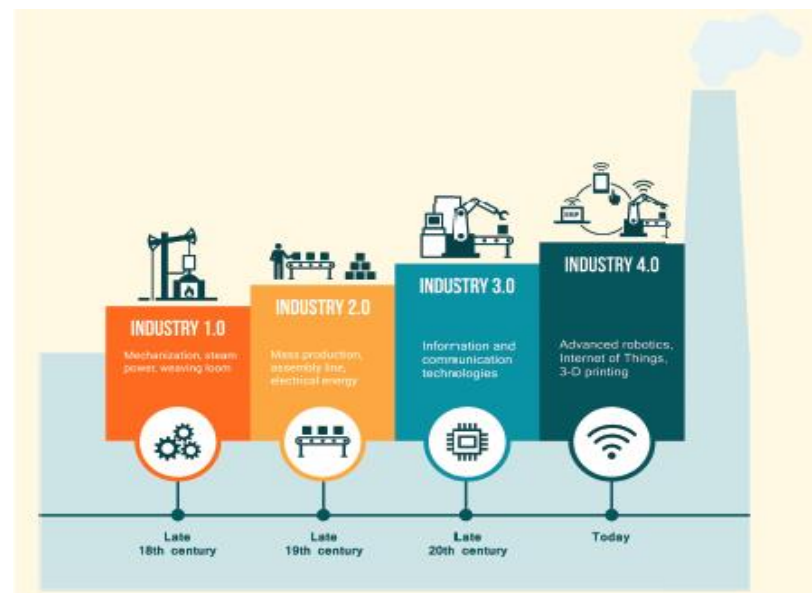 INDUSTRY 1.0
Mechanization, steam
power, weaving loom
INDUSTRY 2.0
Mass production,
assembly line,
electrical energy
INDUSTRY 3.0
Information and
communication
technologies
INDUSTRY 4.0
Advanced robotics,
Internet of Things,
3-D printing
Late
18th century
Late
19th century
Late
20th century
Today